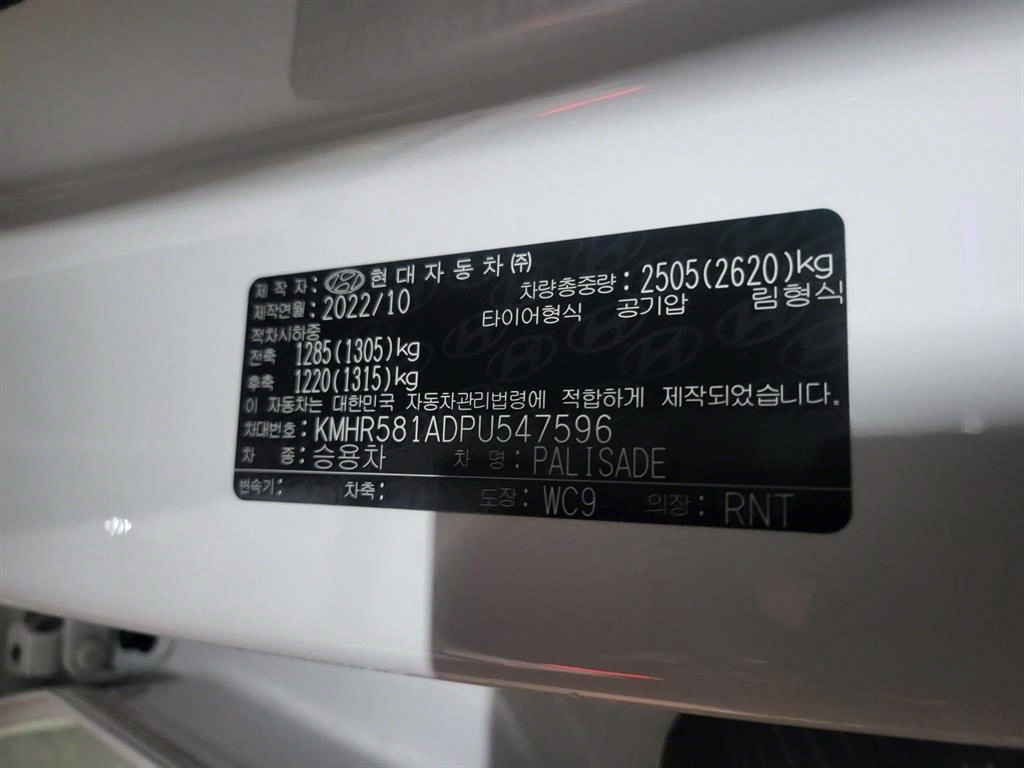 제작자: 현대자동차㈜
제작연월: 2022/10
차량총중량: 2505(2620)kg
적차시하중
타이어형식 공기압 림형식
전축 1285(1305)kg
후축 1220(1315)kg
이 자동차는 대한민국 자동차관리법령에 적합하게 제작되었습니다.
차대번호: KMHR581ADPU547596
차종: 승용차 차명: PALISADE
변속기: 차축: 도장: WC9 의장: RNT